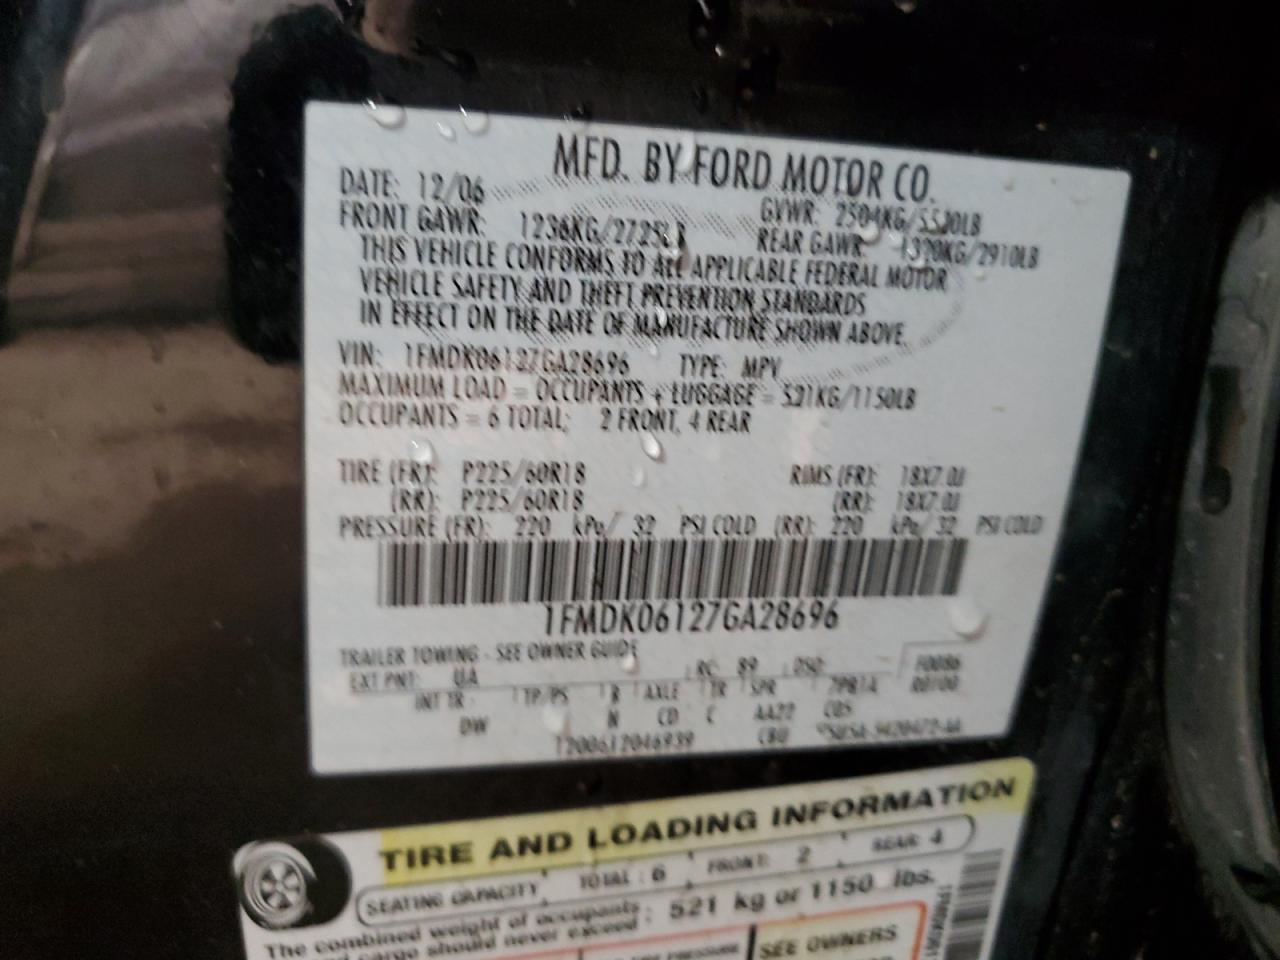 MFD. BY FORD MOTOR CO.
DATE: 12/06
GVWR: 2504KG/5520LB
FRONT GAWR: 1236KG/2725LB
REAR GAWR: 1320KG/2910LB
THIS VEHICLE CONFORMS TO ALL APPLICABLE FEDERAL MOTOR
VEHICLE SAFETY AND THEFT PREVENTION STANDARDS
IN EFFECT ON THE DATE OF MANUFACTURE SHOWN ABOVE.
VIN: 1FMDK06127GA28696 TYPE: MPV
MAXIMUM LOAD = OCCUPANTS + LUGGAGE = 521KG/1150LB
OCCUPANTS = 6 TOTAL; 2 FRONT, 4 REAR
TIRE (FR): P225/60R18 RIMS (FR): 18X7.0J
(RR): P225/60R18 (RR): 18X7.0J
PRESSURE (FR): 220 kPa/ 32 PSI COLD (RR): 220 kPa/ 32 PSI COLD
1FMDK06127GA28696
TRAILER TOWING - SEE OWNER GUIDE
EXT PNT: UA RC: 89 DSO: F0086
INT TR TP/PS R AXLE TR SPR
DW N CD C AA22
1200612046939 CBU
TIRE AND LOADING INFORMATION
SEATING CAPACITY TOTAL : 6 FRONT: 2 REAR: 4
The combined weight of occupants
cargo should never exceed : 521 kg or 1150 lbs.
SEE OWNERS